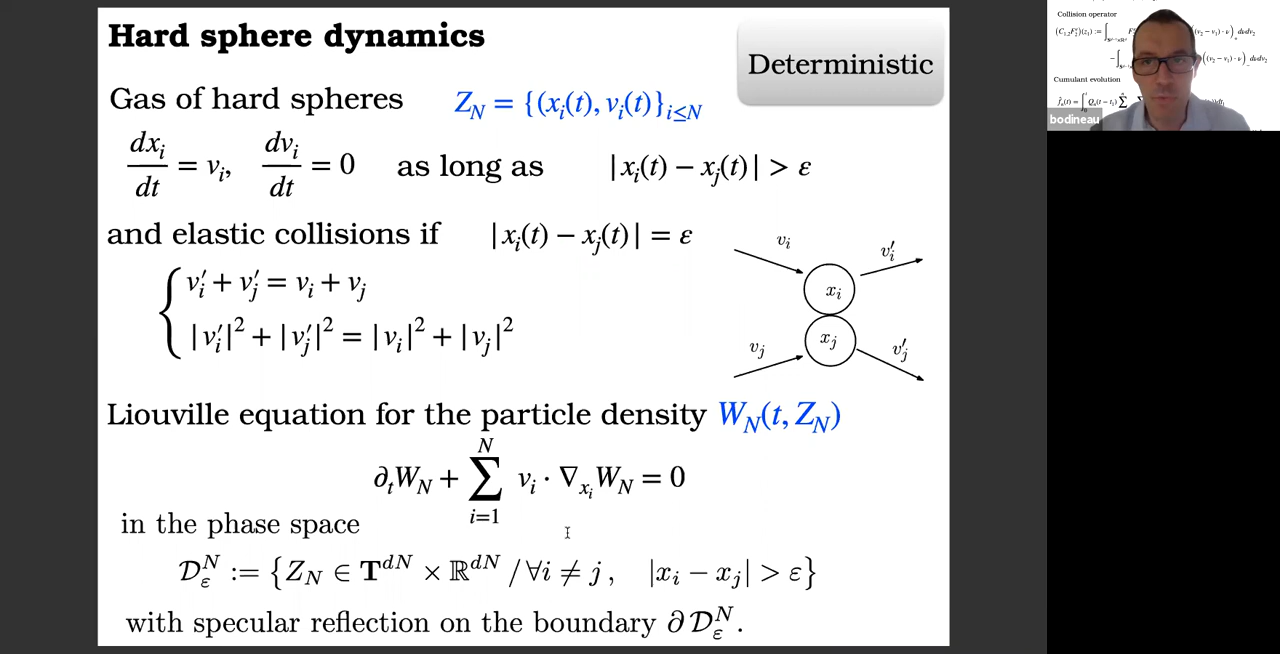 Hard sphere dynamics
Deterministic
Gas of hard spheres Z_N = {(x_i(t), v_i(t)}_{i≤N}
dx_i/dt = v_i, dv_i/dt = 0 as long as |x_i(t) − x_j(t)| > ε
and elastic collisions if |x_i(t) − x_j(t)| = ε
v_i′ + v_j′ = v_i + v_j
|v_i′|² + |v_j′|² = |v_i|² + |v_j|²
v_i v_i′
x_i
x_j
v_j v_j′
Liouville equation for the particle density W_N(t, Z_N)
∂_t W_N + ∑_{i=1}^{N} v_i · ∇_{x_i} W_N = 0
in the phase space
𝒟_ε^N := {Z_N ∈ 𝐓^{dN} × ℝ^{dN} / ∀i ≠ j, |x_i − x_j| > ε}
with specular reflection on the boundary ∂𝒟_ε^N.
Collision operator
Cumulant evolution
bodineau